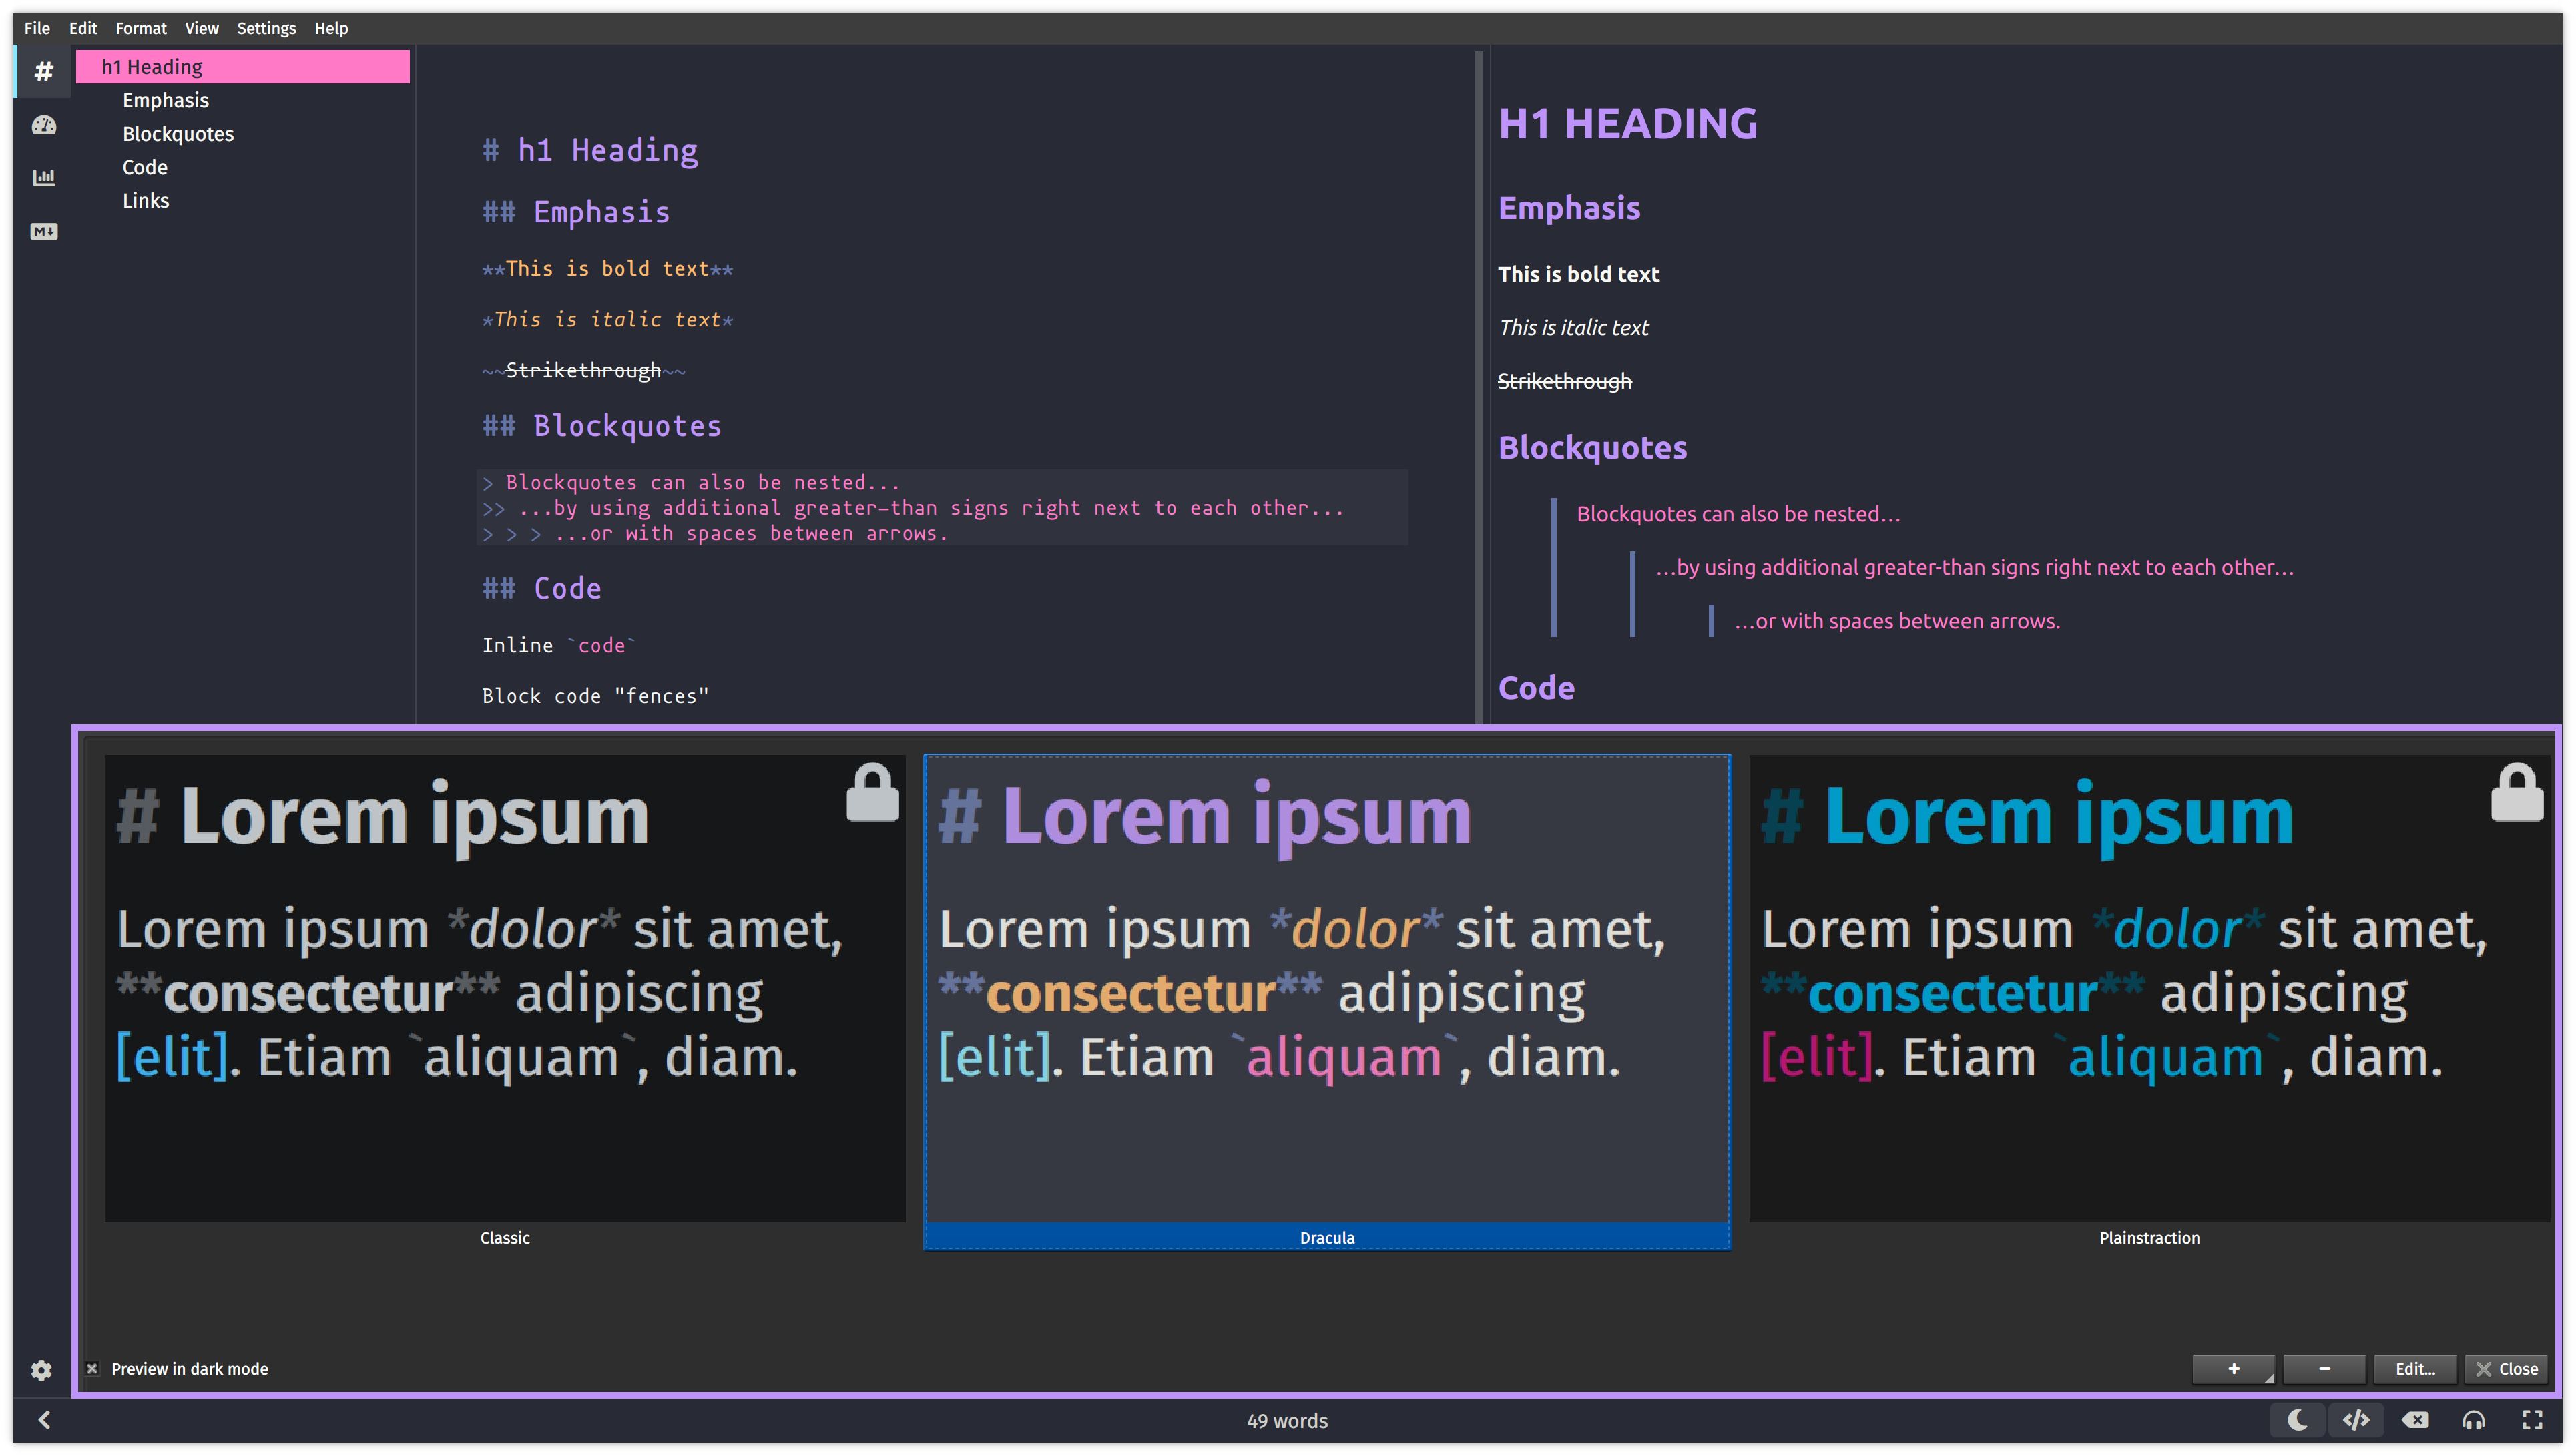 File Edit Format View Settings Help
#
h1 Heading
Emphasis
Blockquotes
Code
Links
M
# h1 Heading
## Emphasis
**This is bold text**
*This is italic text*
~~Strikethrough~~
## Blockquotes
> Blockquotes can also be nested...
>> ...by using additional greater-than signs right next to each other...
> > > ...or with spaces between arrows.
## Code
Inline `code`
Block code "fences"
H1 HEADING
Emphasis
This is bold text
This is italic text
Strikethrough
Blockquotes
Blockquotes can also be nested…
…by using additional greater-than signs right next to each other…
…or with spaces between arrows.
Code
# Lorem ipsum
Lorem ipsum *dolor* sit amet,
**consectetur** adipiscing
[elit]. Etiam `aliquam`, diam.
Classic
# Lorem ipsum
Lorem ipsum *dolor* sit amet,
**consectetur** adipiscing
[elit]. Etiam `aliquam`, diam.
Dracula
# Lorem ipsum
Lorem ipsum *dolor* sit amet,
**consectetur** adipiscing
[elit]. Etiam `aliquam`, diam.
Plainstraction
Preview in dark mode
+ − Edit... Close
49 words